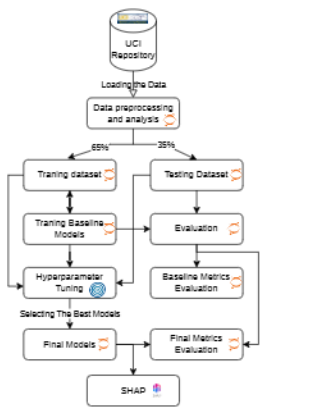 UCI
Repository
Loading the Data
Data preprocessing
and analysis
65%
35%
Traning dataset
Testing Dataset
Traning Baseline
Models
Evaluation
Hyperparameter
Tuning
Baseline Metrics
Evaluation
Selecting The Best Models
Final Models
Final Metrics
Evaluation
SHAP